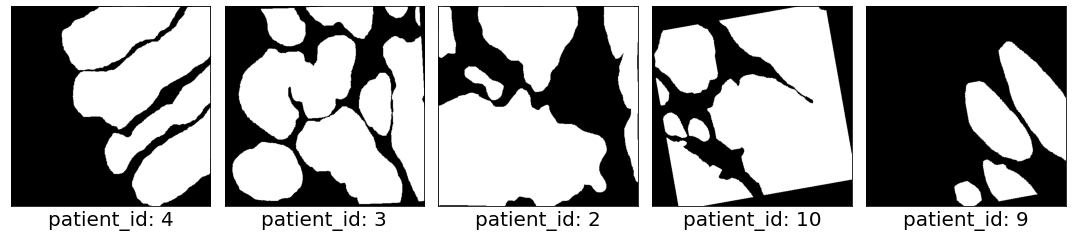 patient_id: 4
patient_id: 3
patient_id: 2
patient_id: 10
patient_id: 9